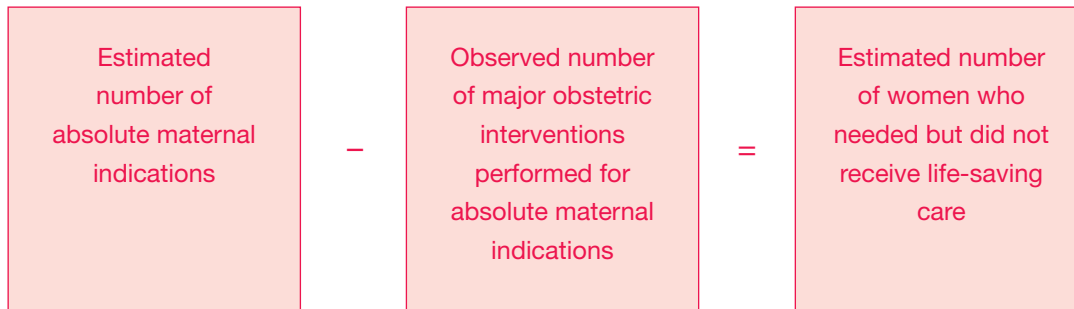 Estimated
number of
absolute maternal
indications
–
Observed number
of major obstetric
interventions
performed for
absolute maternal
indications
=
Estimated number
of women who
needed but did not
receive life-saving
care